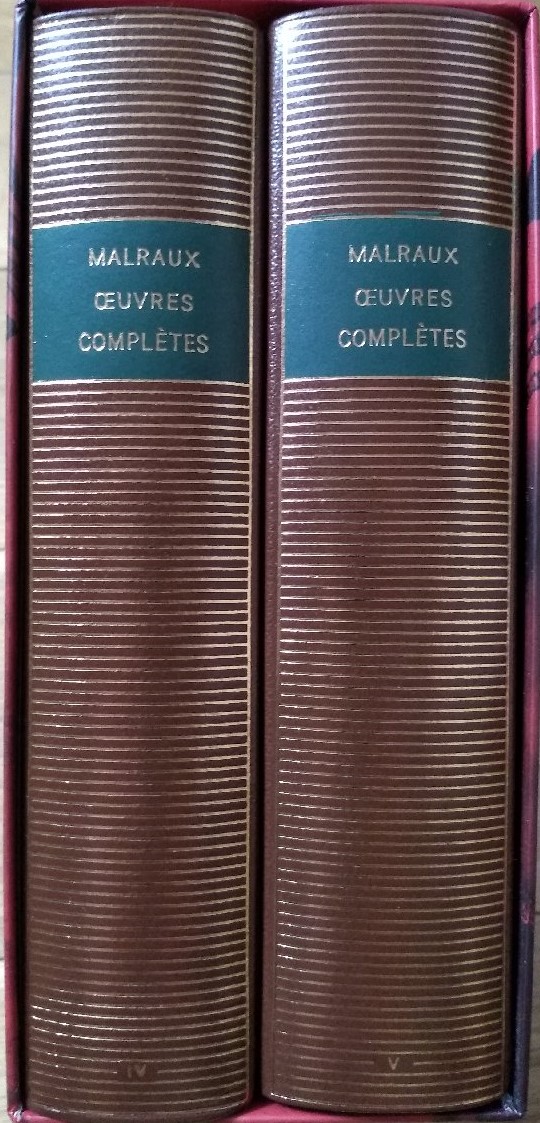 MALRAUX
ŒUVRES
COMPLÈTES
IV
MALRAUX
ŒUVRES
COMPLÈTES
V